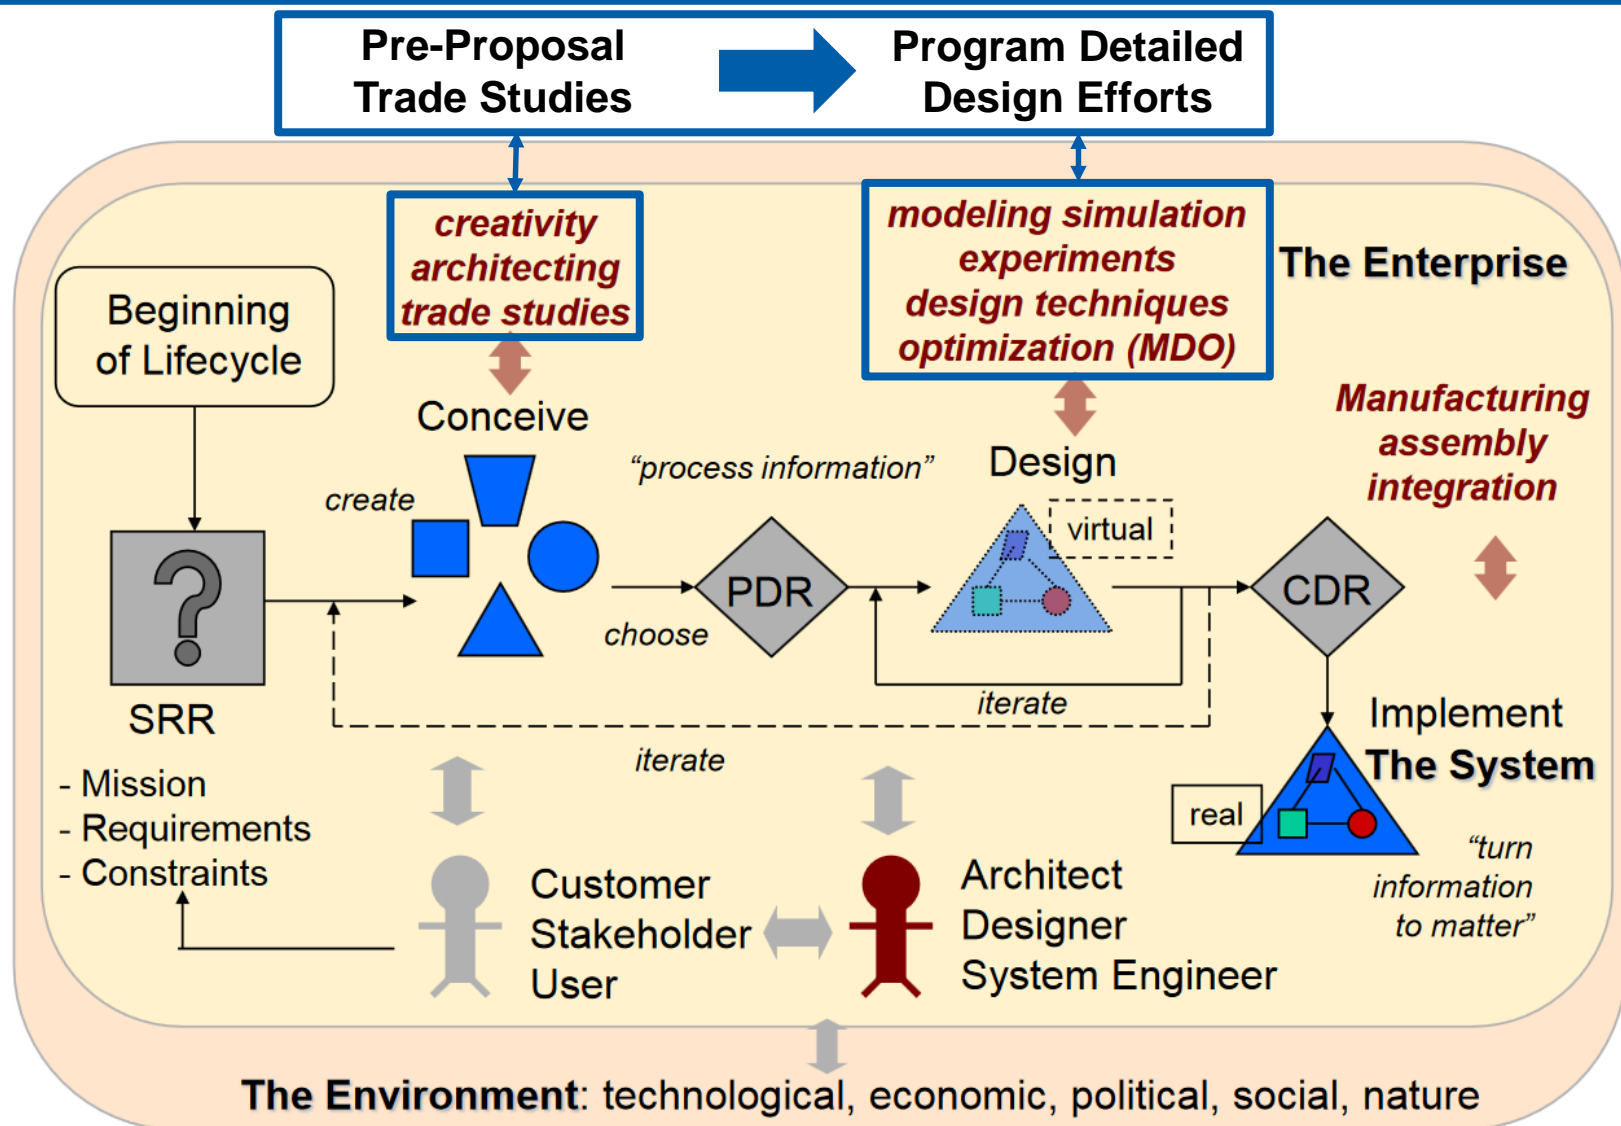 Pre-Proposal
Trade Studies
Program Detailed
Design Efforts
creativity
architecting
trade studies
modeling simulation
experiments
design techniques
optimization (MDO)
The Enterprise
Beginning
of Lifecycle
Manufacturing
assembly
integration
Conceive
“process information”
Design
create
virtual
?
PDR
CDR
choose
iterate
SRR
iterate
Implement
The System
- Mission
- Requirements
- Constraints
real
“turn
information
to matter”
Customer
Stakeholder
User
Architect
Designer
System Engineer
The Environment: technological, economic, political, social, nature